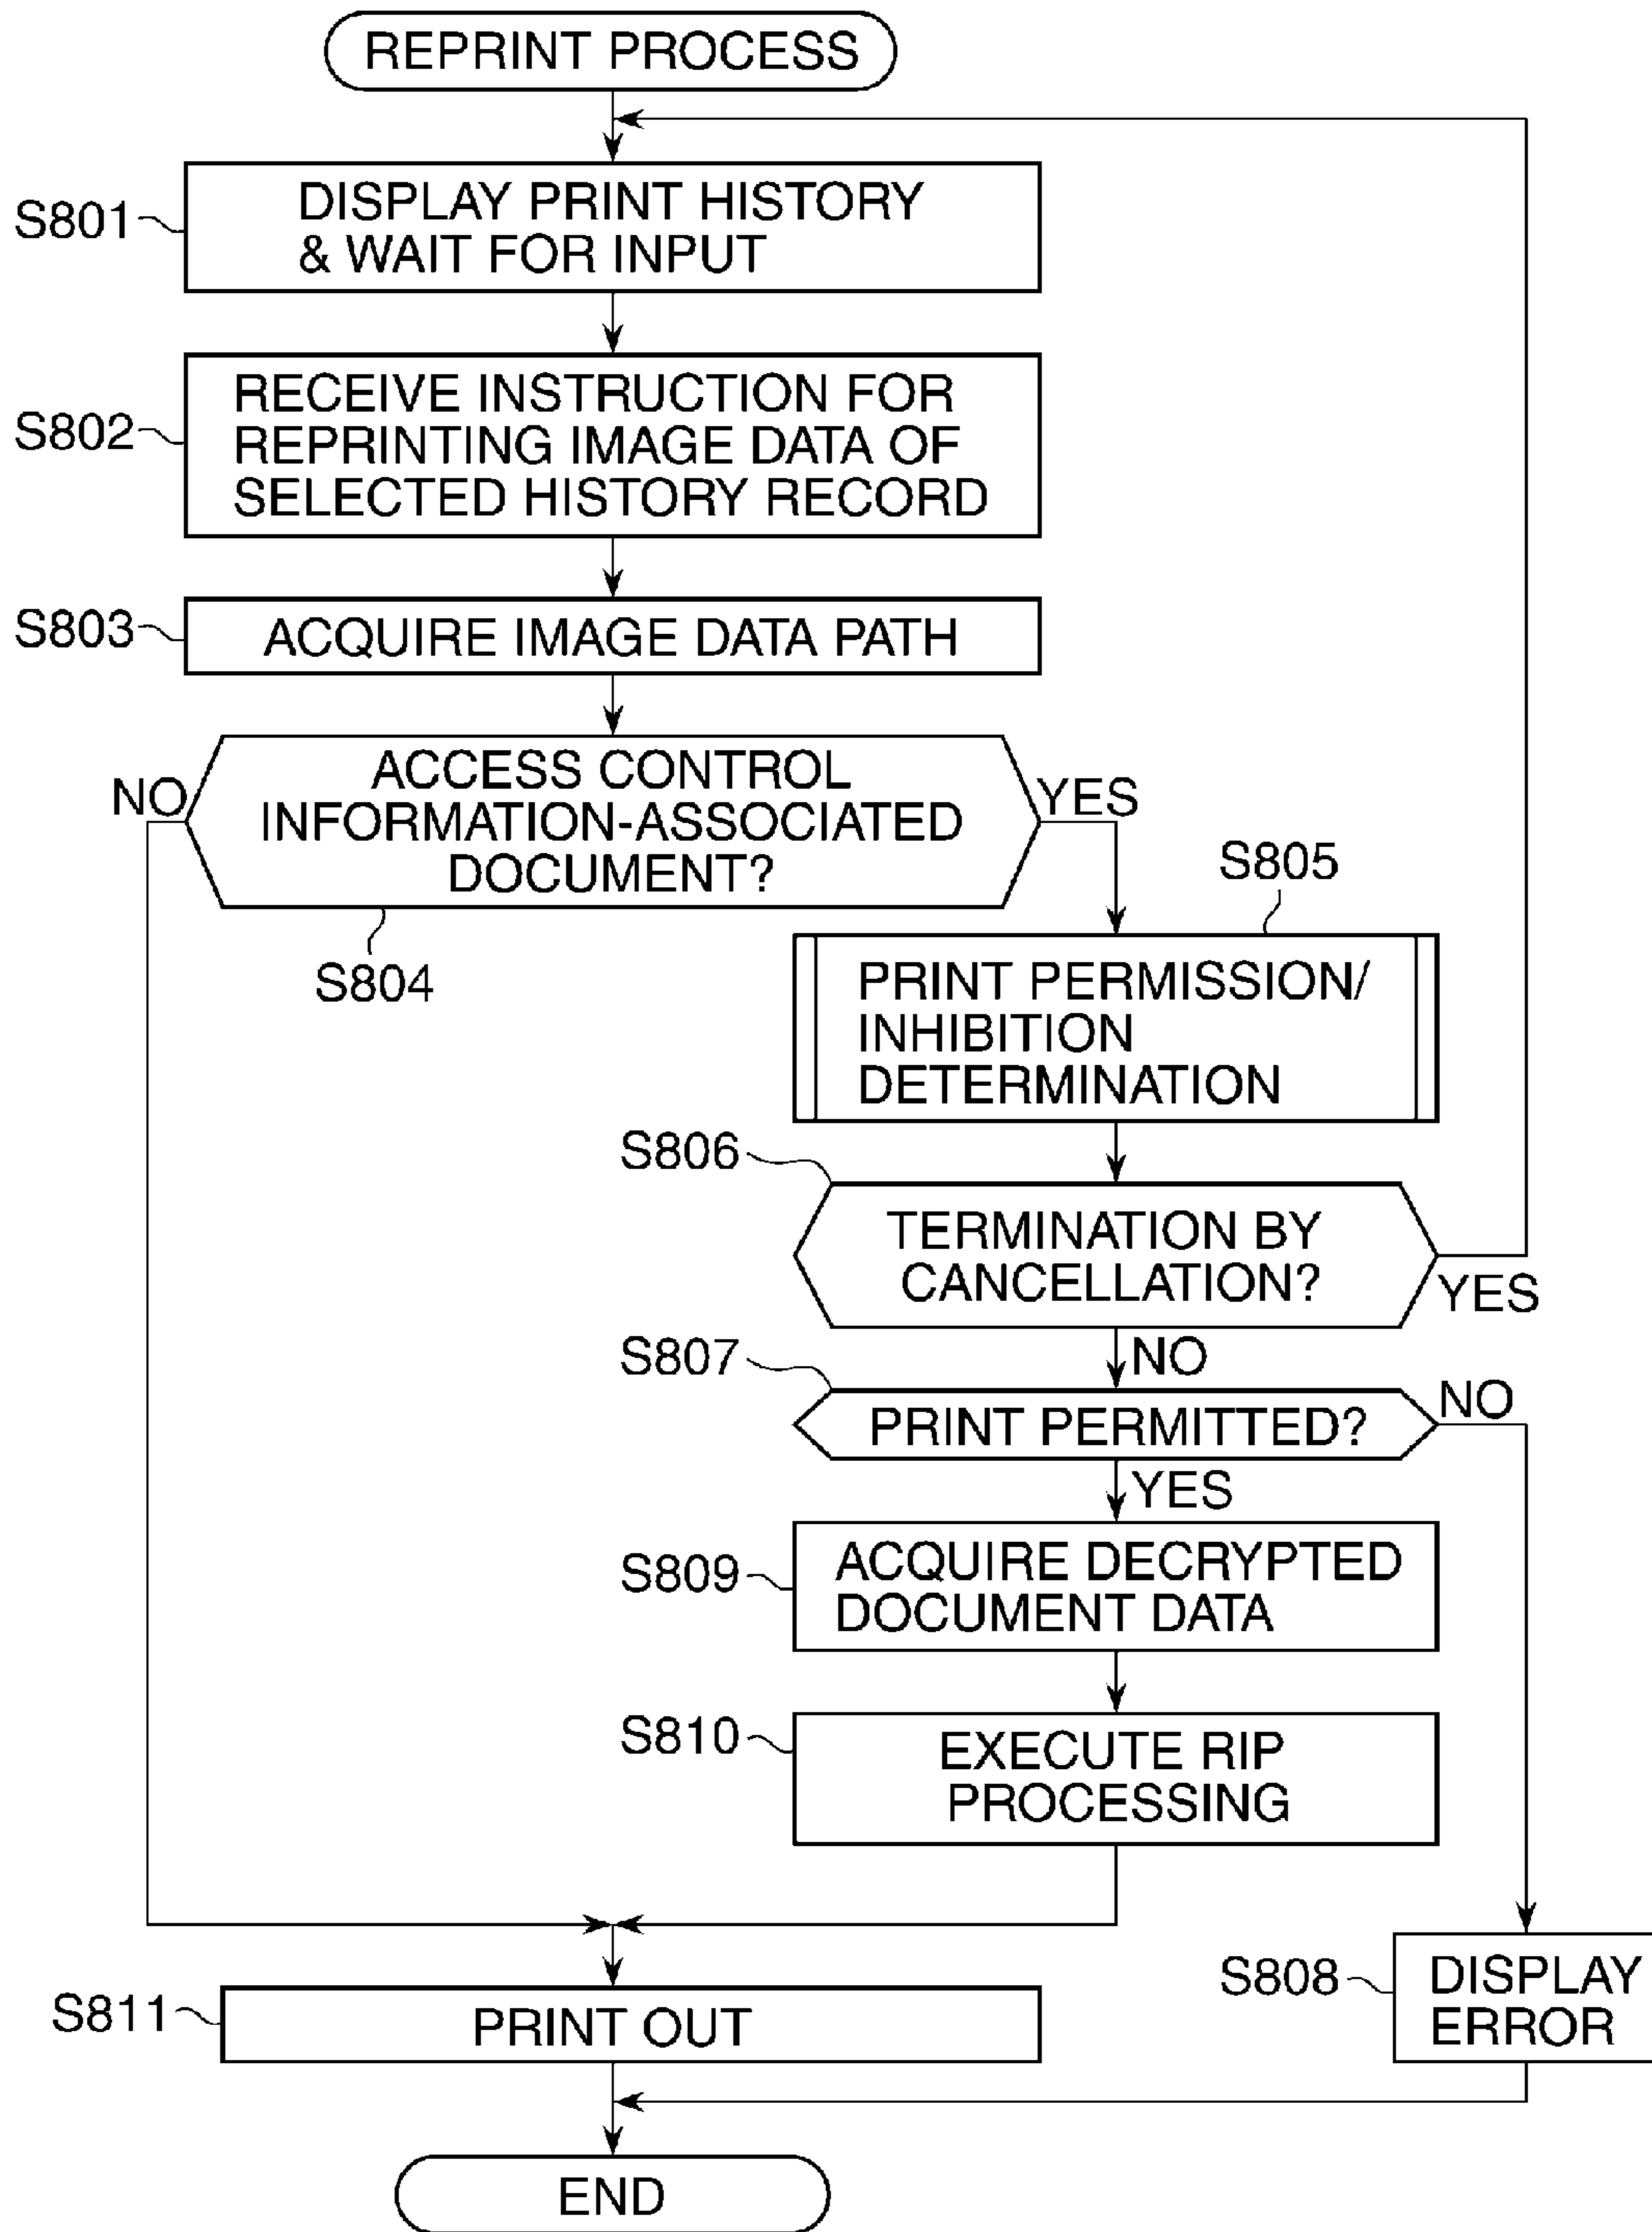 REPRINT PROCESS
S801
DISPLAY PRINT HISTORY
& WAIT FOR INPUT
S802
RECEIVE INSTRUCTION FOR
REPRINTING IMAGE DATA OF
SELECTED HISTORY RECORD
S803
ACQUIRE IMAGE DATA PATH
NO
ACCESS CONTROL
INFORMATION-ASSOCIATED
DOCUMENT?
YES
S804
S805
PRINT PERMISSION/
INHIBITION
DETERMINATION
S806
TERMINATION BY
CANCELLATION?
YES
NO
S807
PRINT PERMITTED?
NO
YES
S809
ACQUIRE DECRYPTED
DOCUMENT DATA
S810
EXECUTE RIP
PROCESSING
S808
DISPLAY
ERROR
S811
PRINT OUT
END